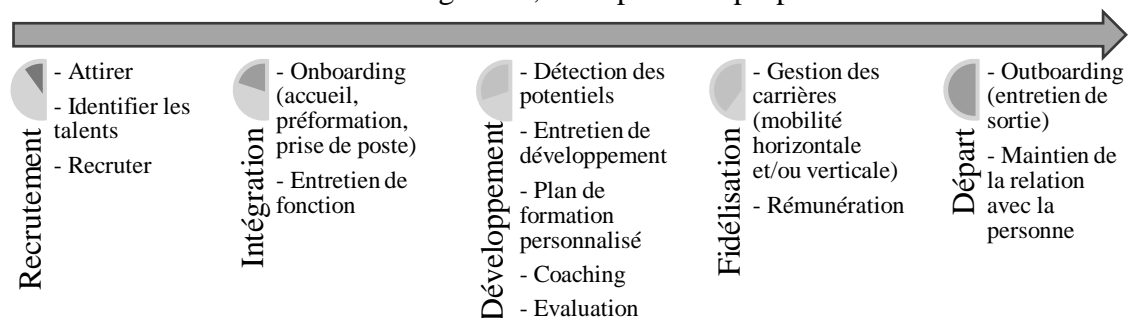 Recrutement
- Attirer
- Identifier les
talents
- Recruter
Intégration
- Onboarding
(accueil,
préformation,
prise de poste)
- Entretien de
fonction
Développement
- Détection des
potentiels
- Entretien de
développement
- Plan de
formation
personnalisé
- Coaching
- Evaluation
Fidélisation
- Gestion des
carrières
(mobilité
horizontale
et/ou verticale)
- Rémunération
Départ
- Outboarding
(entretien de
sortie)
- Maintien de
la relation
avec la
personne